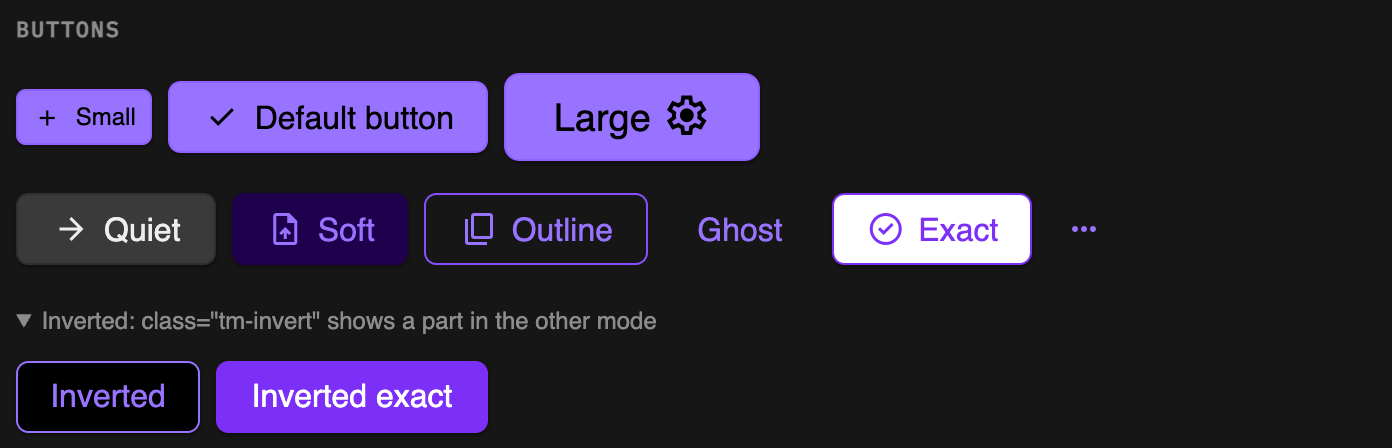 BUTTONS
+ Small Default button Large
Quiet Soft Outline Ghost Exact ...
▼ Inverted: class="tm-invert" shows a part in the other mode
Inverted Inverted exact